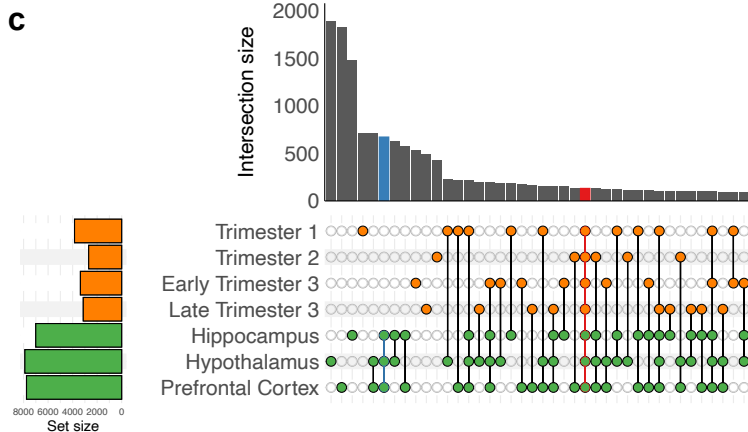 c
Intersection size
2000
1500
1000
500
0
Trimester 1
Trimester 2
Early Trimester 3
Late Trimester 3
Hippocampus
Hypothalamus
Prefrontal Cortex
8000 6000 4000 2000 0
Set size